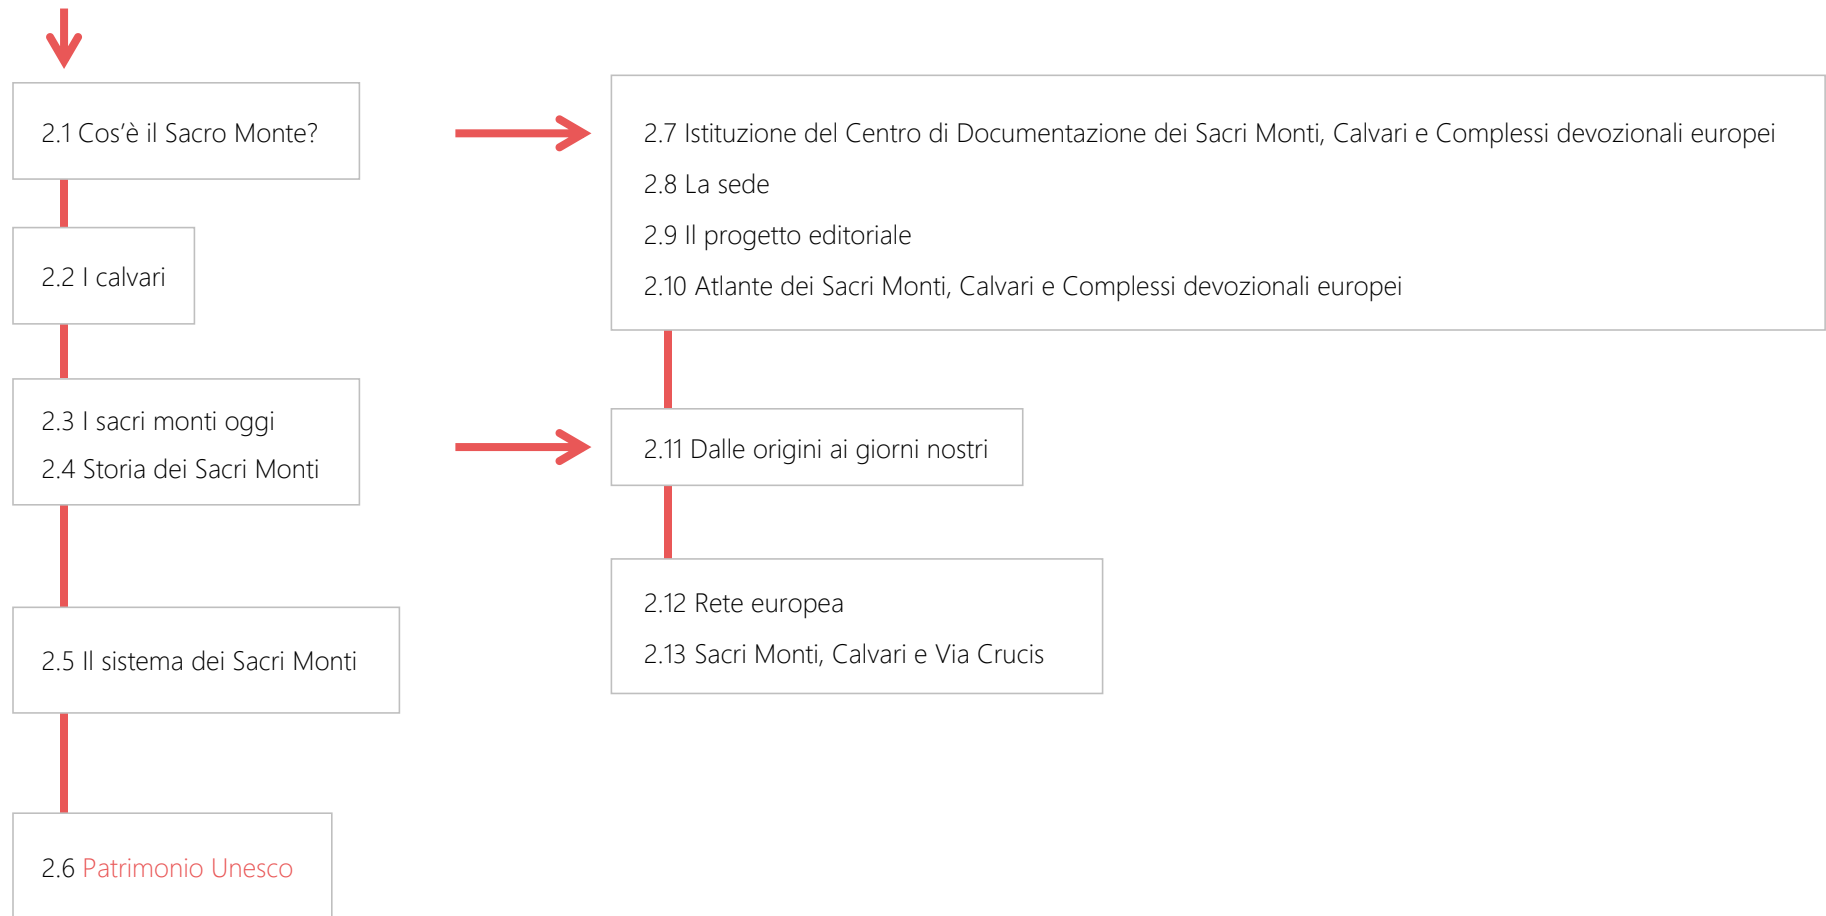 2.1 Cos’è il Sacro Monte?
2.2 I calvari
2.3 I sacri monti oggi
2.4 Storia dei Sacri Monti
2.5 Il sistema dei Sacri Monti
2.6 Patrimonio Unesco
2.7 Istituzione del Centro di Documentazione dei Sacri Monti, Calvari e Complessi devozionali europei
2.8 La sede
2.9 Il progetto editoriale
2.10 Atlante dei Sacri Monti, Calvari e Complessi devozionali europei
2.11 Dalle origini ai giorni nostri
2.12 Rete europea
2.13 Sacri Monti, Calvari e Via Crucis